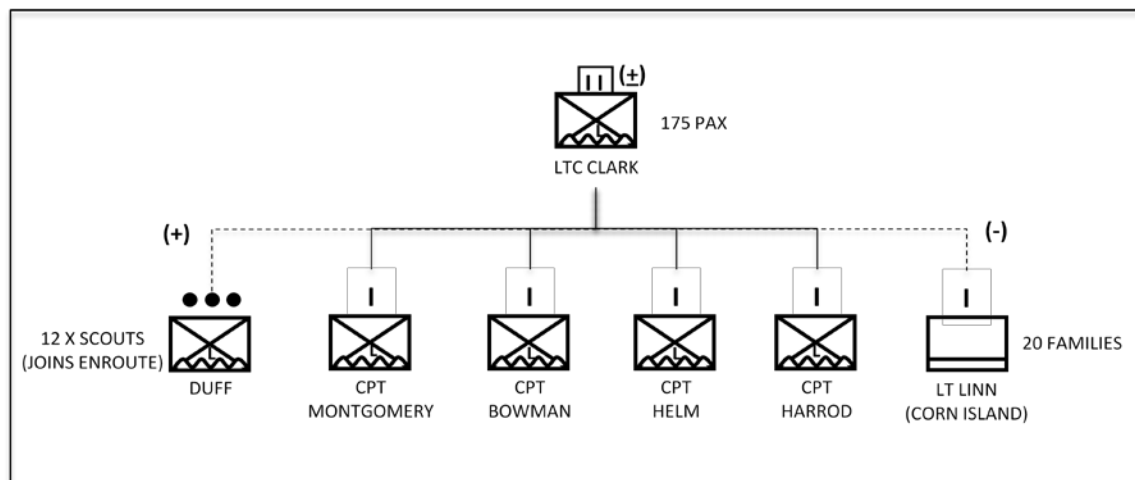 (±)
175 PAX
LTC CLARK
(+)
(-)
12 X SCOUTS
(JOINS ENROUTE)
DUFF
CPT
MONTGOMERY
CPT
BOWMAN
CPT
HELM
CPT
HARROD
20 FAMILIES
LT LINN
(CORN ISLAND)
L
L
L
L
L
L